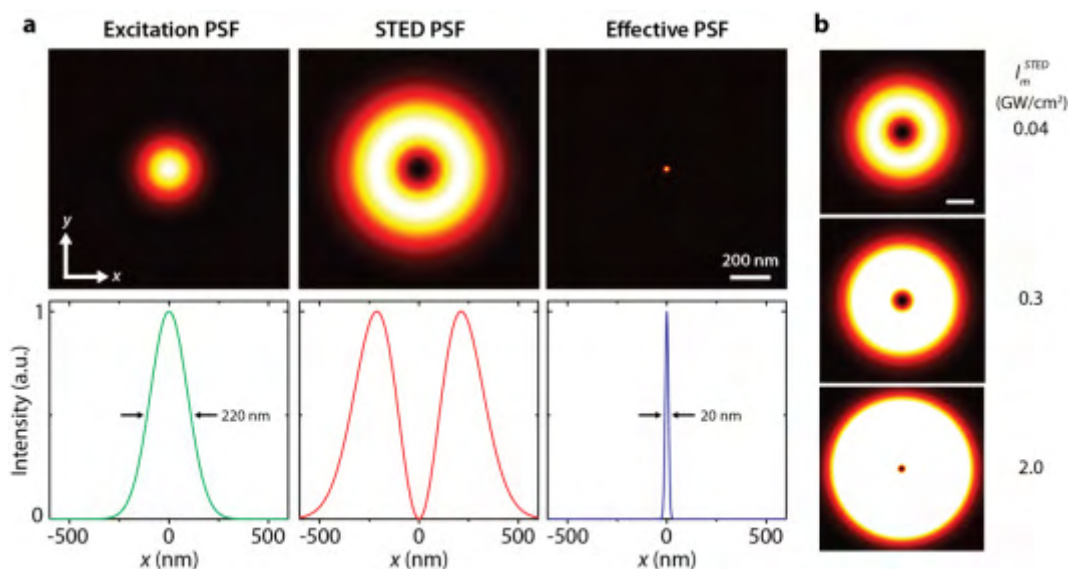 a
Excitation PSF
STED PSF
Effective PSF
b
y
x
200 nm
I_m^STED
(GW/cm²)
0.04
0.3
2.0
Intensity (a.u.)
1
0
220 nm
20 nm
-500 0 500
-500 0 500
-500 0 500
x (nm)
x (nm)
x (nm)